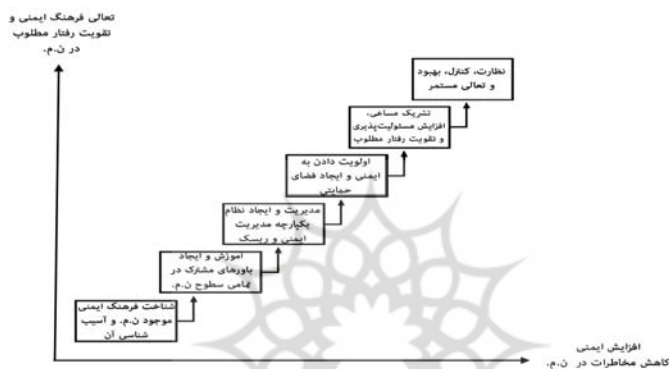 تعالی فرهنگ ایمنی و
تقویت رفتار مطلوب
در ن.م.
نظارت، کنترل، بهبود
و تعالی مستمر
تشریک مساعی،
افزایش مسئولیت‌پذیری
و تقویت رفتار مطلوب
اولویت دادن به
ایمنی و ایجاد فضای
حمایتی
مدیریت و ایجاد نظام
یکپارچه مدیریت
ایمنی و ریسک
آموزش و ایجاد
باورهای مشترک در
تمامی سطوح ن.م.
شناخت فرهنگ ایمنی
موجود ن.م. و آسیب
شناسی آن
افزایش ایمنی
کاهش مخاطرات در ن.م.